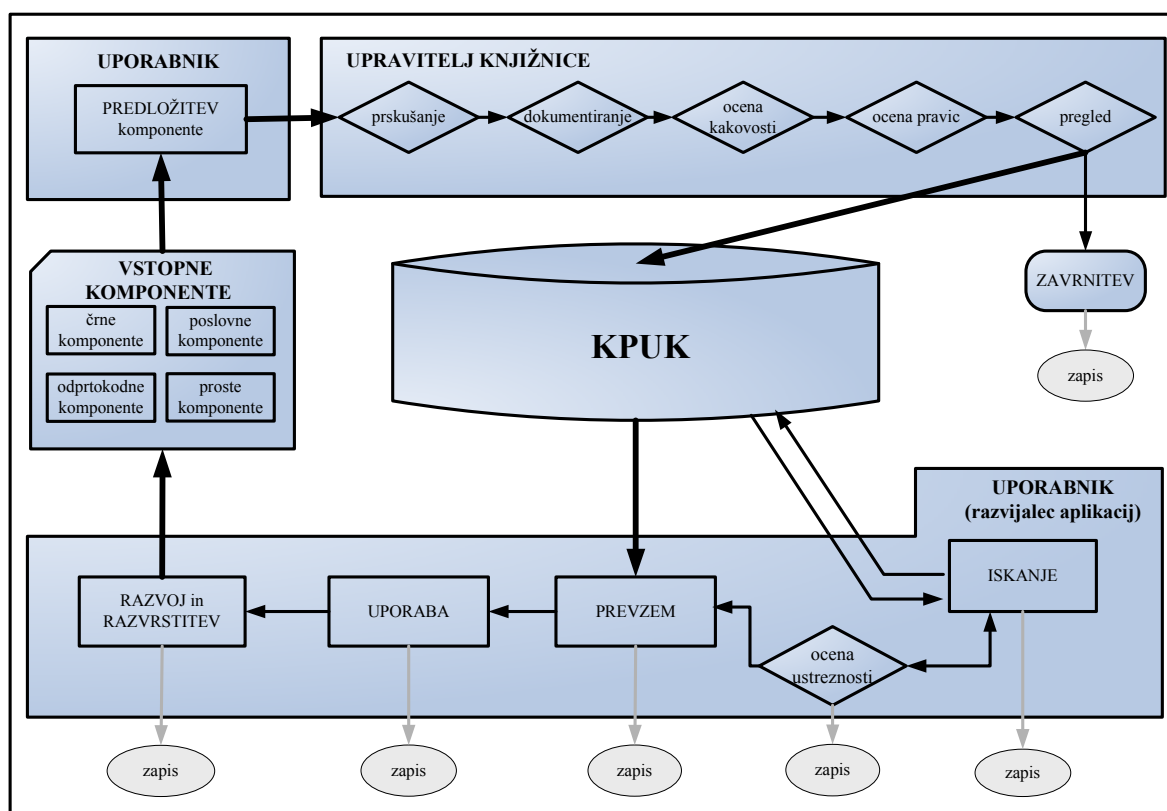 UPORABNIK
PREDLOŽITEV
komponente
UPRAVITELJ KNJIŽNICE
prskušanje
dokumentiranje
ocena
kakovosti
ocena pravic
pregled
VSTOPNE
KOMPONENTE
črne
komponente
poslovne
komponente
odprtokodne
komponente
proste
komponente
KPUK
ZAVRNITEV
zapis
UPORABNIK
(razvijalec aplikacij)
RAZVOJ in
RAZVRSTITEV
UPORABA
PREVZEM
ocena
ustreznosti
ISKANJE
zapis
zapis
zapis
zapis
zapis